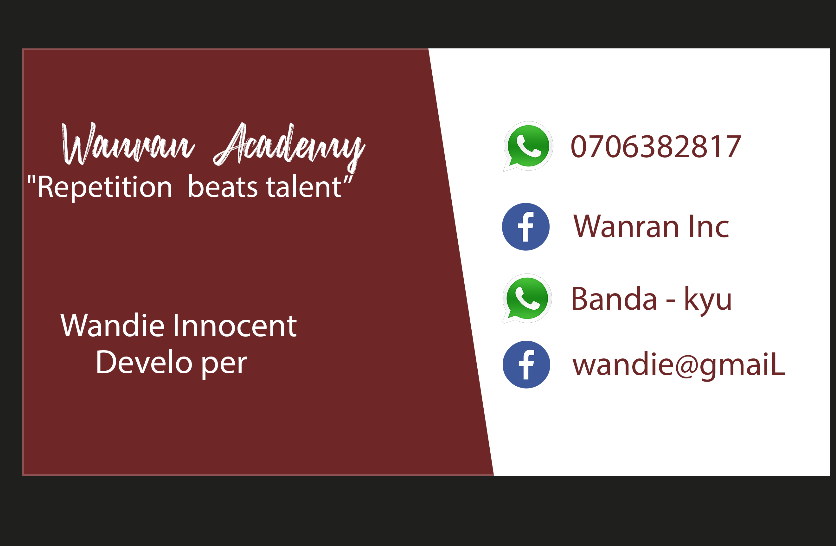 Wanran Academy
"Repetition beats talent”
Wandie Innocent
Develo per
0706382817
Wanran Inc
Banda - kyu
wandie@gmaiL